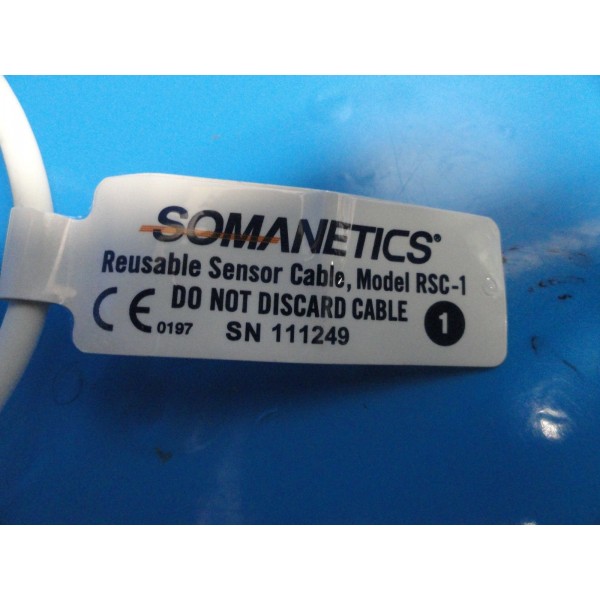 SOMANETICS®
Reusable Sensor Cable, Model RSC-1
DO NOT DISCARD CABLE
CE 0197 SN 111249 1